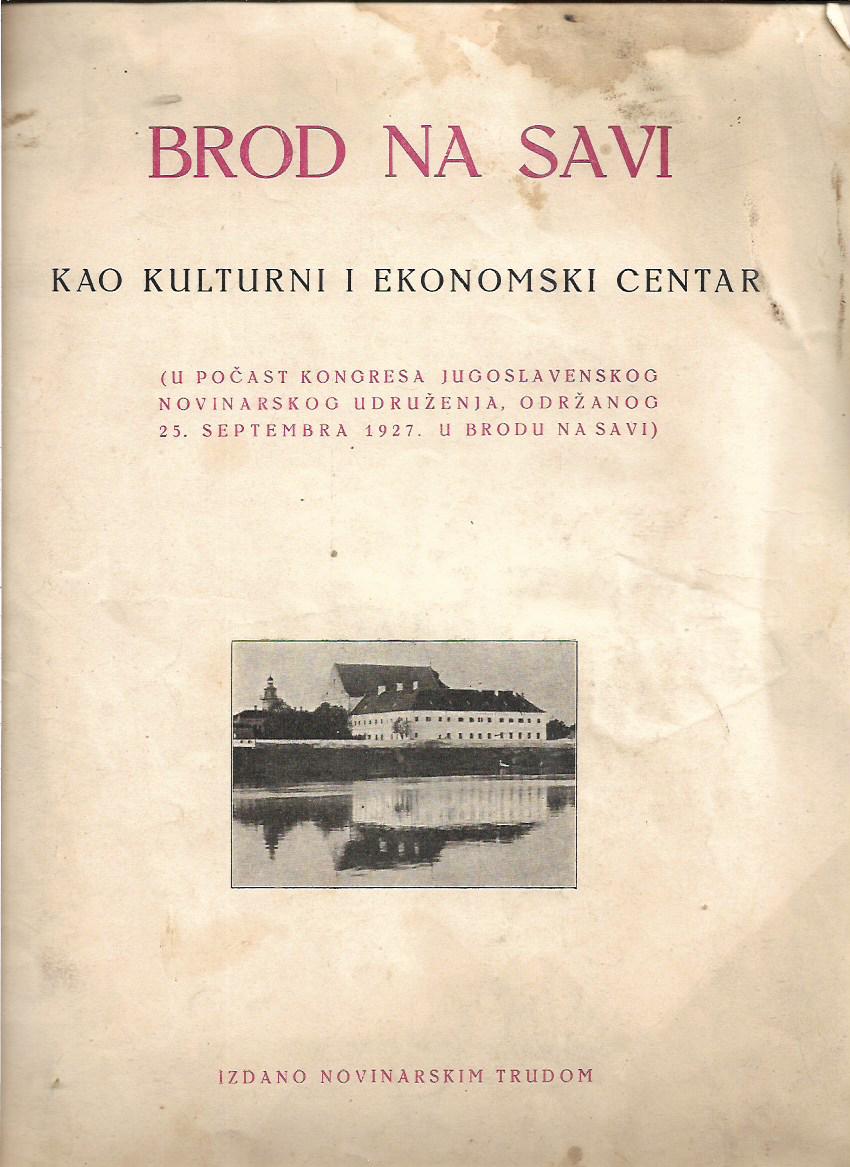 BROD NA SAVI
KAO KULTURNI I EKONOMSKI CENTAR
(U POČAST KONGRESA JUGOSLAVENSKOG
NOVINARSKOG UDRUŽENJA, ODRŽANOG
25. SEPTEMBRA 1927. U BRODU NA SAVI)
IZDANO NOVINARSKIM TRUDOM